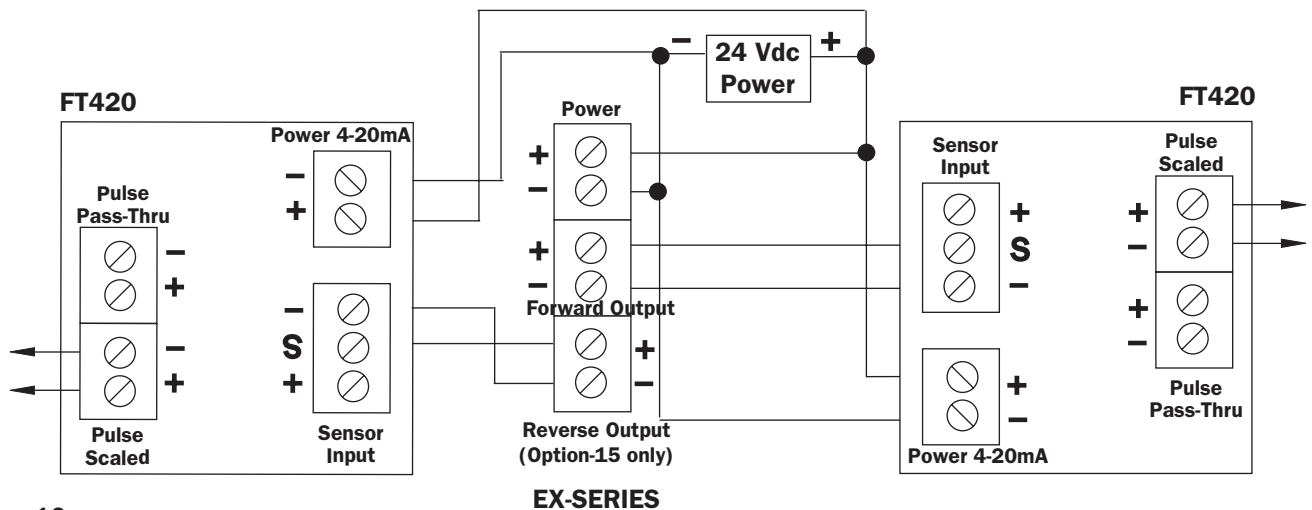 − 24 Vdc +
Power
FT420
Power 4-20mA
−
+
Pulse
Pass-Thru
−
+
−
+
Pulse
Scaled
−
S
+
Sensor
Input
Power
+
−
+
−
Forward Output
+
−
Reverse Output
(Option-15 only)
EX-SERIES
FT420
Sensor
Input
+
S
−
Pulse
Scaled
+
−
+
−
Pulse
Pass-Thru
+
−
Power 4-20mA